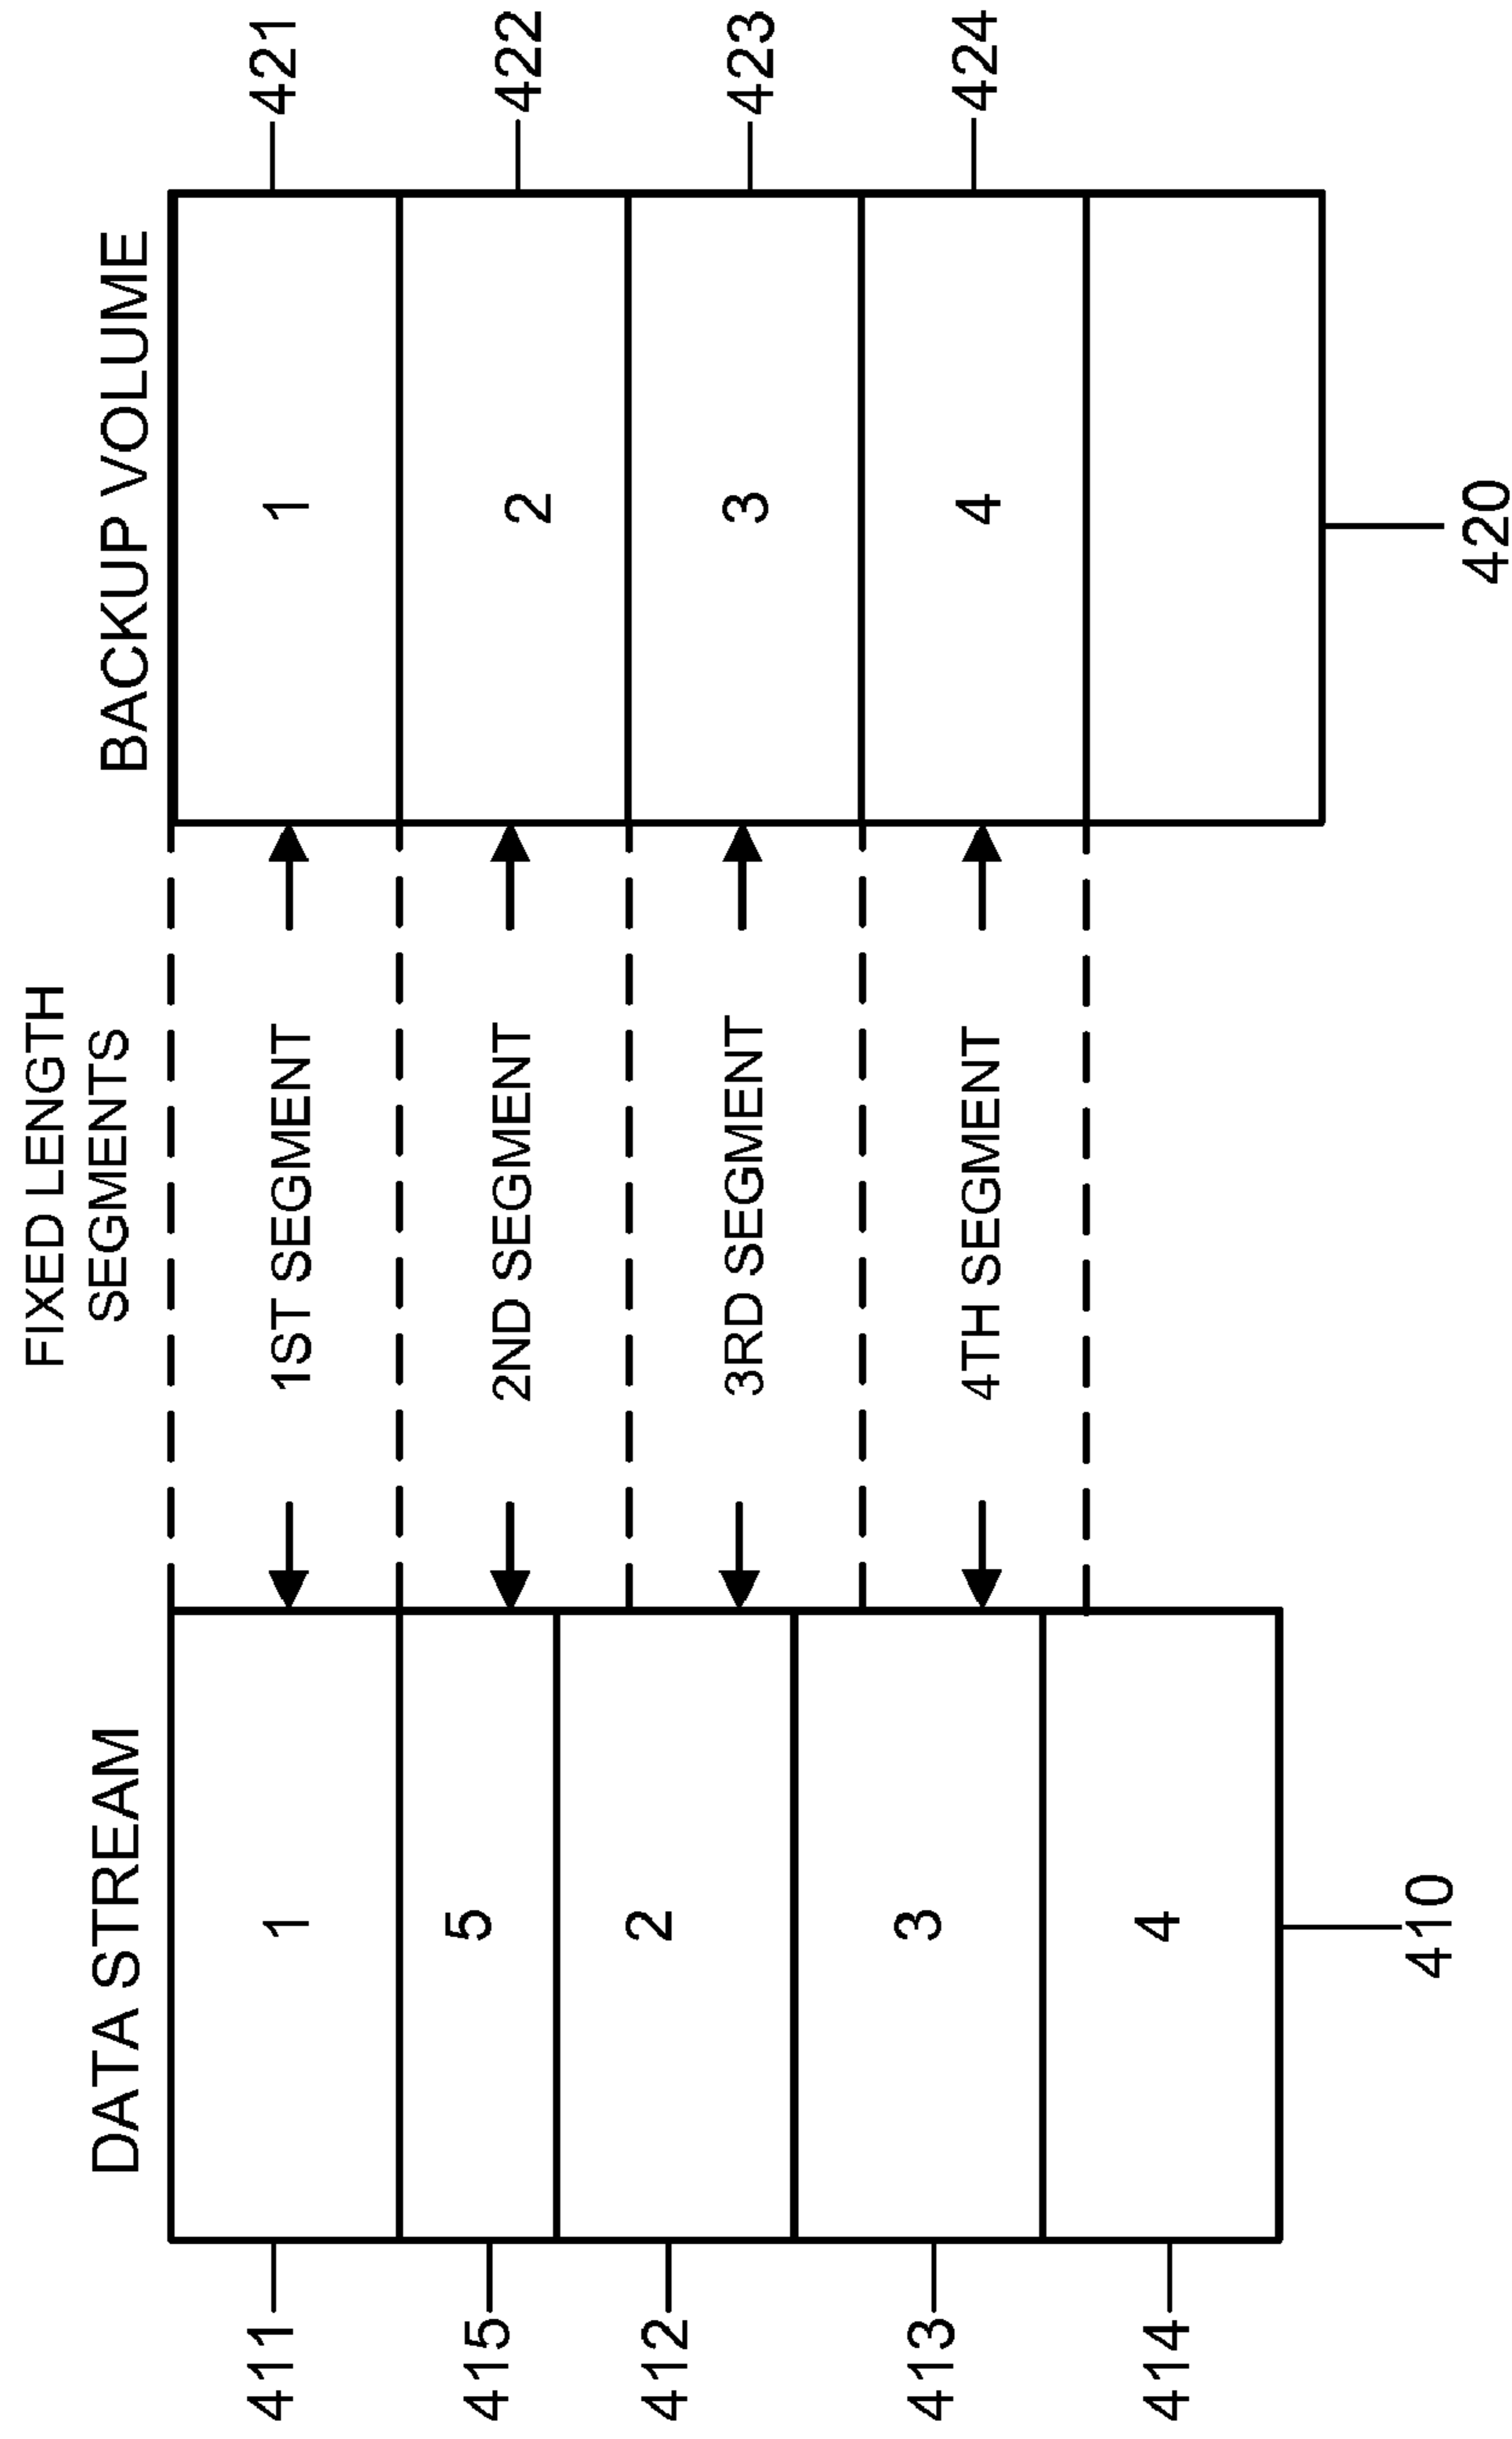 FIXED LENGTH
SEGMENTS
DATA STREAM
BACKUP VOLUME
411
1
1ST SEGMENT
1
421
415
5
2ND SEGMENT
2
422
412
2
3RD SEGMENT
3
423
413
3
4TH SEGMENT
4
424
414
4
410
420